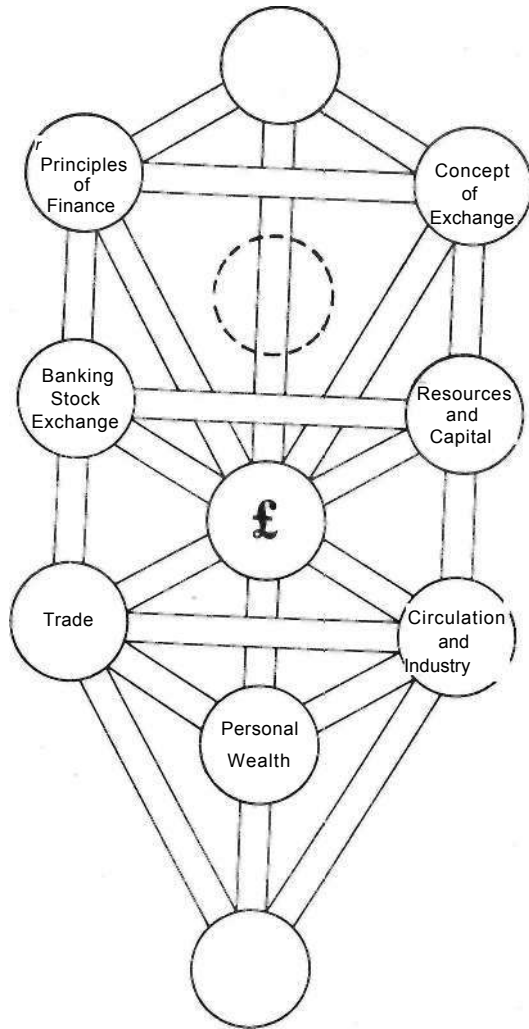 r
Principles
of
Finance
Concept
of
Exchange
Banking
Stock
Exchange
Resources
and
Capital
£
Trade
Circulation
and
Industry
Personal
Wealth